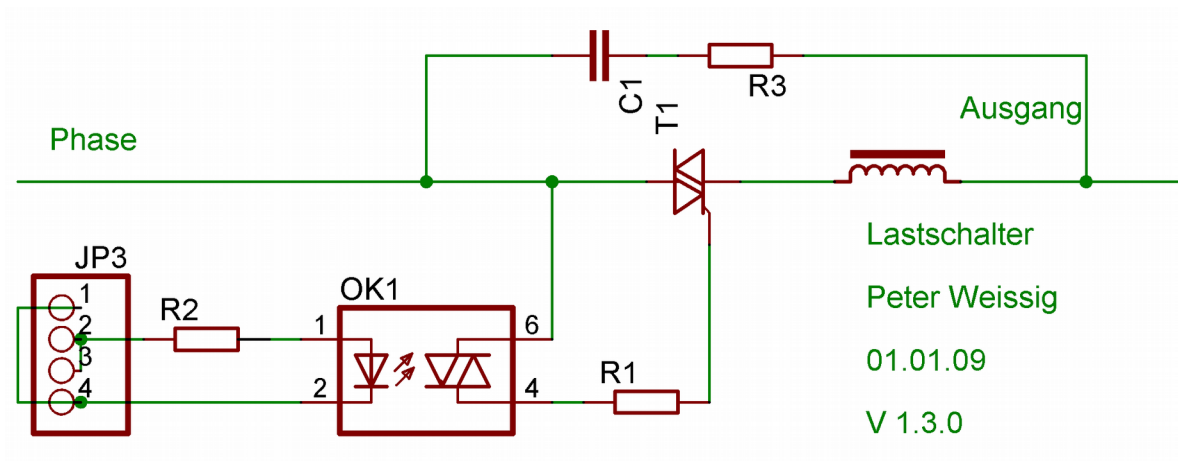 C1
R3
T1
Ausgang
Phase
Lastschalter
JP3
1
2
3
4
R2
OK1
1
2
6
4
R1
Peter Weissig
01.01.09
V 1.3.0